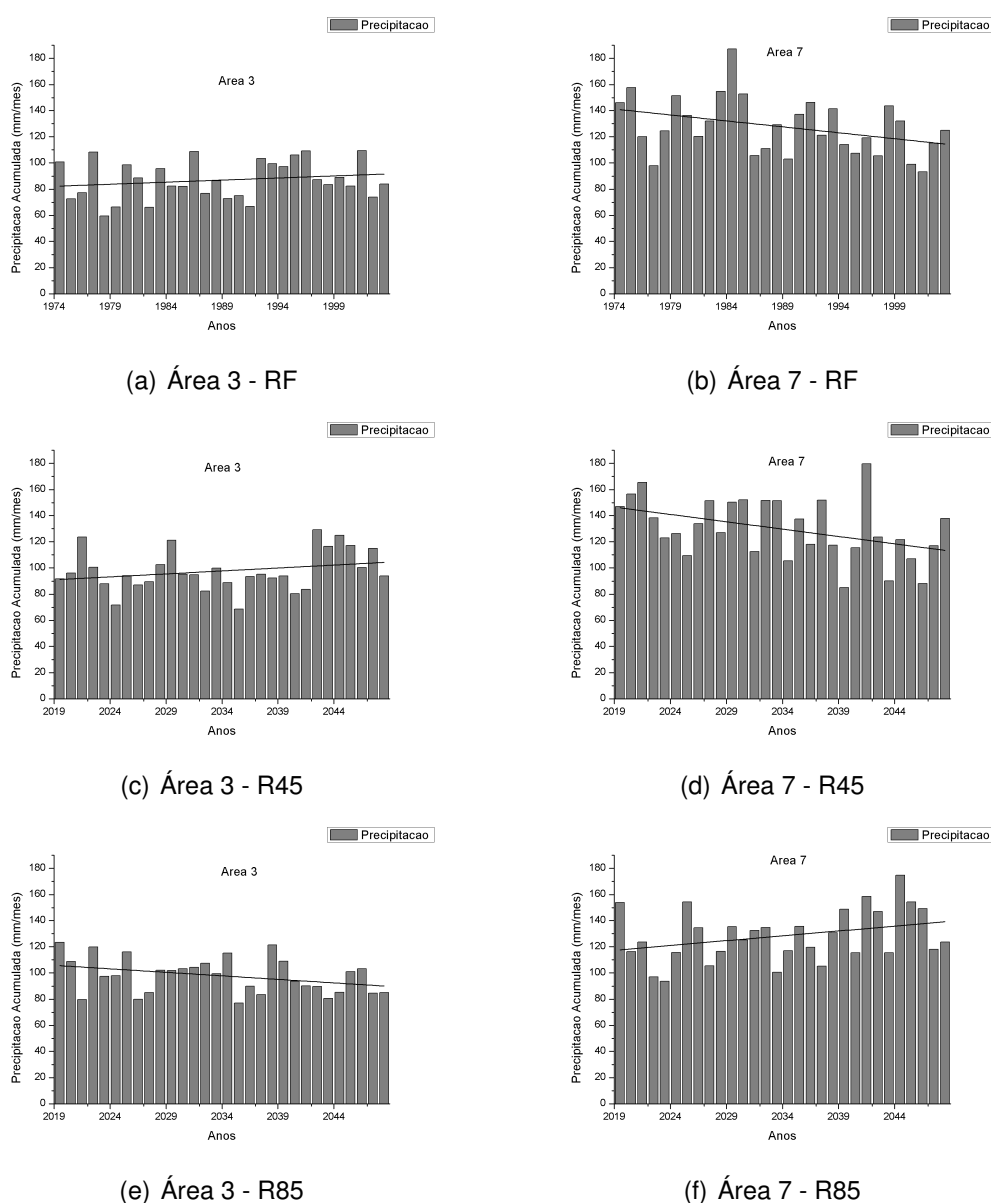 Precipitacao
Area 3
Precipitacao Acumulada (mm/mes)
180
160
140
120
100
80
60
40
20
0
1974 1979 1984 1989 1994 1999
Anos
(a) Área 3 - RF
Precipitacao
Area 7
Precipitacao Acumulada (mm/mes)
180
160
140
120
100
80
60
40
20
0
1974 1979 1984 1989 1994 1999
Anos
(b) Área 7 - RF
Precipitacao
Area 3
Precipitacao Acumulada (mm/mes)
180
160
140
120
100
80
60
40
20
0
2019 2024 2029 2034 2039 2044
Anos
(c) Área 3 - R45
Precipitacao
Area 7
Precipitacao Acumulada (mm/mes)
180
160
140
120
100
80
60
40
20
0
2019 2024 2029 2034 2039 2044
Anos
(d) Área 7 - R45
Precipitacao
Area 3
Precipitacao Acumulada (mm/mes)
180
160
140
120
100
80
60
40
20
0
2019 2024 2029 2034 2039 2044
Anos
(e) Área 3 - R85
Precipitacao
Area 7
Precipitacao Acumulada (mm/mes)
180
160
140
120
100
80
60
40
20
0
2019 2024 2029 2034 2039 2044
Anos
(f) Área 7 - R85